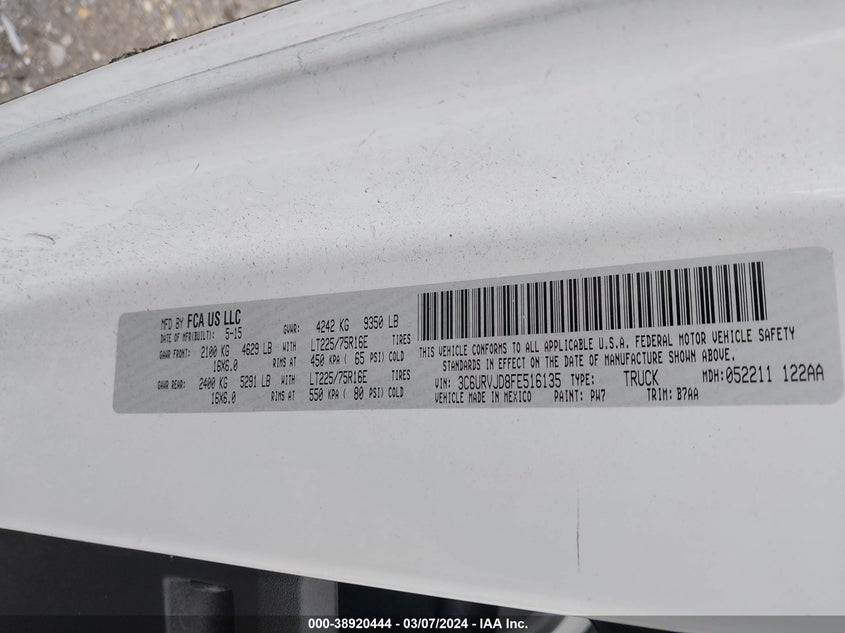 MFD BY FCA US LLC
DATE OF MFR(BUILT): 5-15 GVWR: 4242 KG 9350 LB
GAWR FRONT: 2100 KG 4629 LB WITH LT225/75R16E TIRES
16X6.0 RIMS AT 450 KPA ( 65 PSI) COLD
GAWR REAR: 2400 KG 5291 LB WITH LT225/75R16E TIRES
16X6.0 RIMS AT 550 KPA ( 80 PSI) COLD
THIS VEHICLE CONFORMS TO ALL APPLICABLE U.S.A. FEDERAL MOTOR VEHICLE SAFETY
STANDARDS IN EFFECT ON THE DATE OF MANUFACTURE SHOWN ABOVE.
VIN: 3C6URVJD8FE516135 TYPE: TRUCK MDH:052211 122AA
VEHICLE MADE IN MEXICO PAINT: PW7 TRIM: B7AA
000-38920444 - 03/07/2024 - IAA Inc.